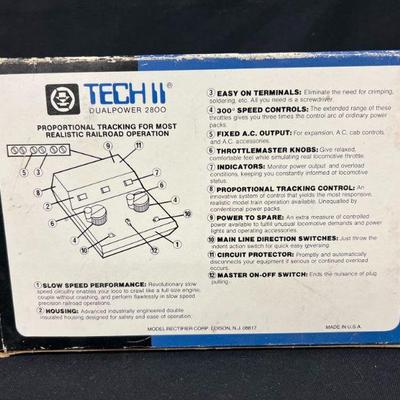 TECH II®
DUALPOWER 2800
PROPORTIONAL TRACKING FOR MOST
REALISTIC RAILROAD OPERATION
① SLOW SPEED PERFORMANCE: Revolutionary slow
speed circuitry enables your loco to crawl like a full size engine,
couple without crashing, and perform flawlessly in slow speed
precision terminal operations.
② HOUSING: Advanced industrially engineered double
insulated housing designed for safety and ease of operation.
③ EASY ON TERMINALS: Eliminate the need for crimping,
soldering, etc. All you need is a screwdriver.
④ 300° SPEED CONTROLS: The extended range of these
throttles gives you three times the control arc of ordinary power
packs.
⑤ FIXED A.C. OUTPUT: For expansion, A.C. cab controls,
and A.C. accessories.
⑥ THROTTLEMASTER KNOBS: Give relaxed,
comfortable feel while simulating real locomotive throttle.
⑦ INDICATORS: Monitor power output and overload
conditions, keeping you constantly informed of locomotive
status.
⑧ PROPORTIONAL TRACKING CONTROL: An
innovative system of control that yields the most responsive,
realistic model train operation available. Unequalled by
conventional power packs.
⑨ POWER TO SPARE: An extra measure of controlled
power available to fulfill unusual locomotive demands and power
lights and operating accessories.
⑩ MAIN LINE DIRECTION SWITCHES: Just throw the
indent action switch for quick easy reversing.
⑪ CIRCUIT PROTECTOR: Promptly and automatically
disconnects your equipment if serious or continued overload
occurs.
⑫ MASTER ON-OFF SWITCH: Ends the nuisance of plug
pulling.
MODEL RECTIFIER CORP. EDISON, N.J. 08817
MADE IN U.S.A.